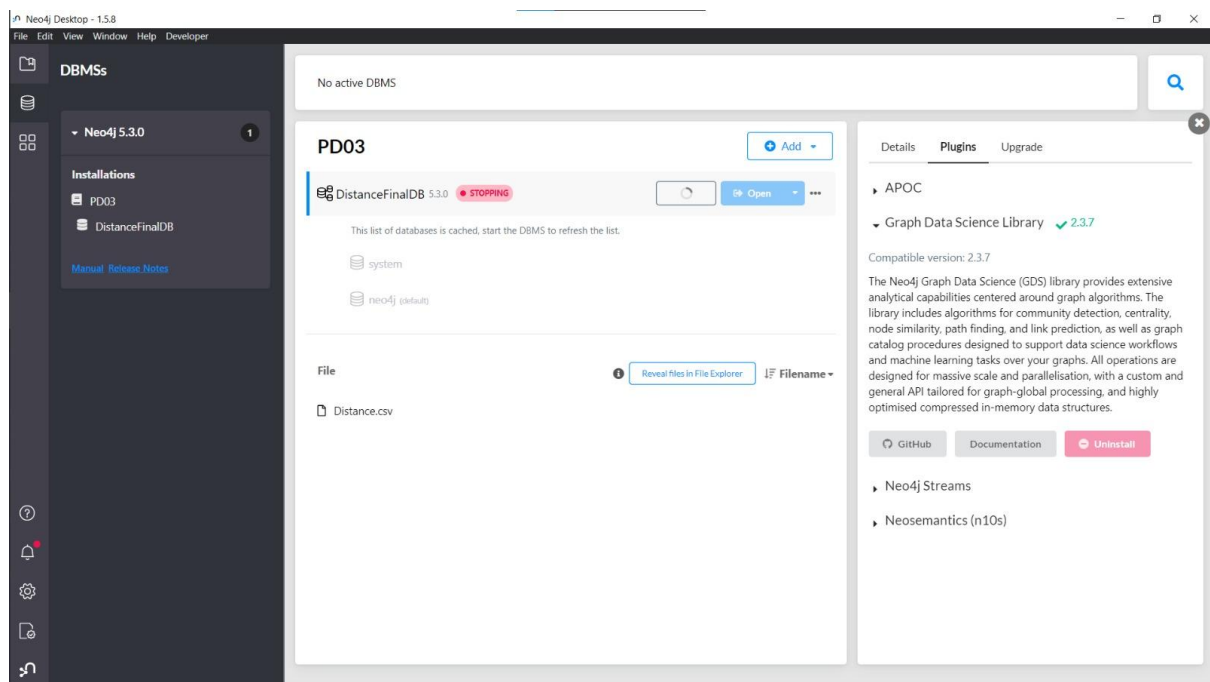 Neo4j Desktop - 1.5.8
File Edit View Window Help Developer
DBMSs
Neo4j 5.3.0 1
Installations
PD03
DistanceFinalDB
Manual Release Notes
No active DBMS
PD03
Add
DistanceFinalDB 5.3.0 STOPPING
Open
This list of databases is cached, start the DBMS to refresh the list.
system
neo4j (default)
File
Reveal files in File Explorer
Filename
Distance.csv
Details Plugins Upgrade
APOC
Graph Data Science Library 2.3.7
Compatible version: 2.3.7
The Neo4j Graph Data Science (GDS) library provides extensive
analytical capabilities centered around graph algorithms. The
library includes algorithms for community detection, centrality,
node similarity, path finding, and link prediction, as well as graph
catalog procedures designed to support data science workflows
and machine learning tasks over your graphs. All operations are
designed for massive scale and parallelisation, with a custom and
general API tailored for graph-global processing, and highly
optimised compressed in-memory data structures.
GitHub Documentation Uninstall
Neo4j Streams
Neosemantics (n10s)